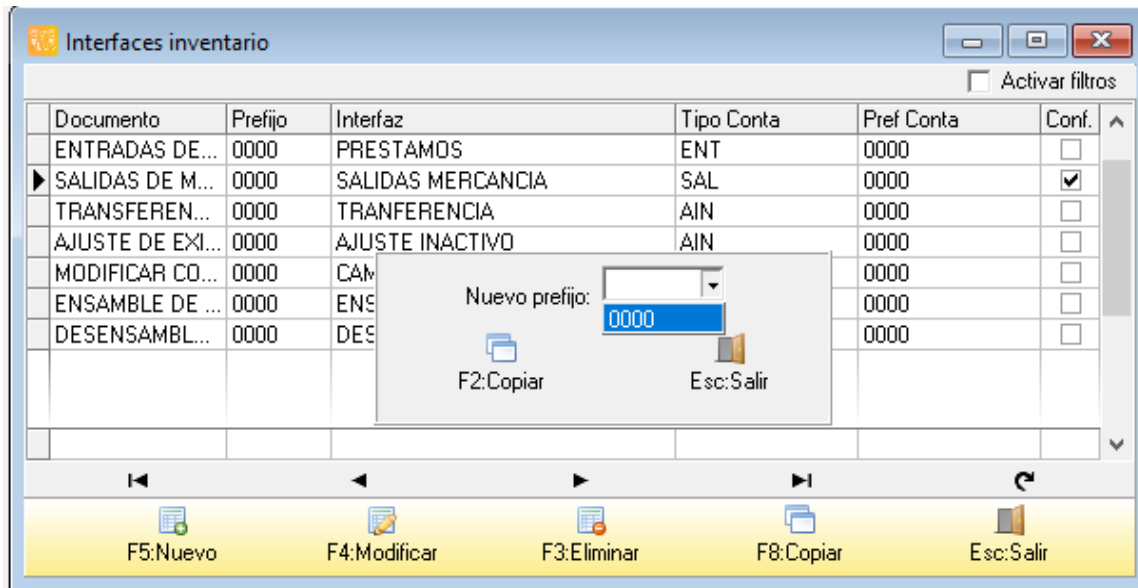 Interfaces inventario
Activar filtros
Documento Prefijo Interfaz Tipo Conta Pref Conta Conf.
ENTRADAS DE... 0000 PRESTAMOS ENT 0000
SALIDAS DE M... 0000 SALIDAS MERCANCIA SAL 0000
TRANSFEREN... 0000 TRANFERENCIA AIN 0000
AJUSTE DE EXI... 0000 AJUSTE INACTIVO AIN 0000
MODIFICAR CO... 0000 CAM 0000
ENSAMBLE DE ... 0000 ENS 0000
DESENSAMBL... 0000 DES 0000
Nuevo prefijo:
0000
F2:Copiar Esc:Salir
F5:Nuevo F4:Modificar F3:Eliminar F8:Copiar Esc:Salir